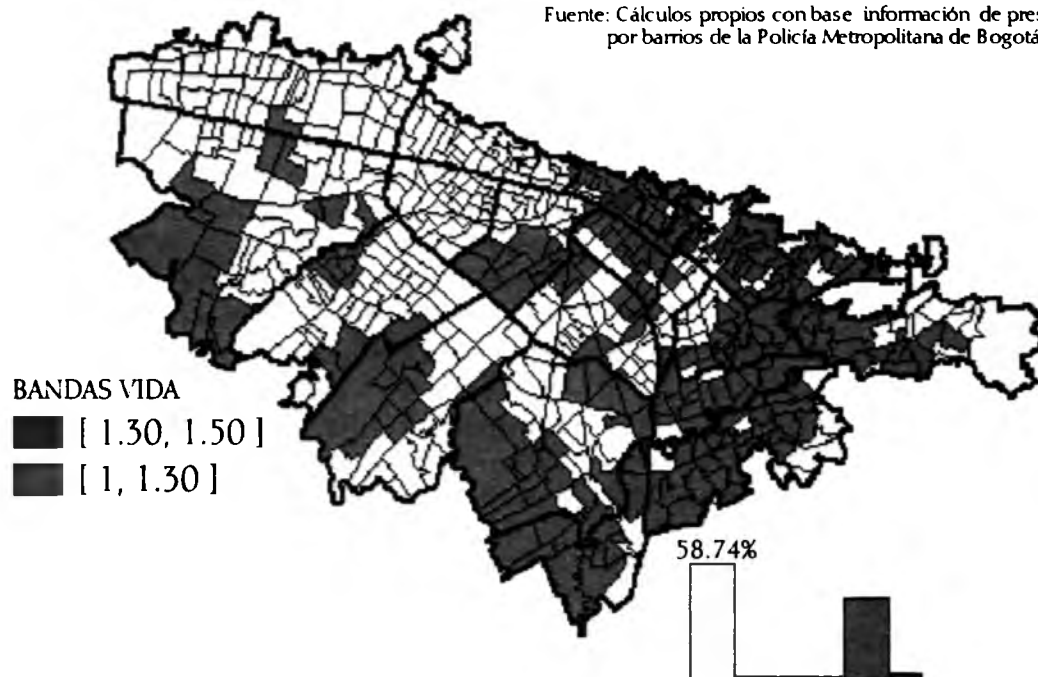 Fuente: Cálculos propios con base información de pres
por barrios de la Policía Metropolitana de Bogotá
BANDAS VIDA
[ 1.30, 1.50 ]
[ 1, 1.30 ]
58.74%